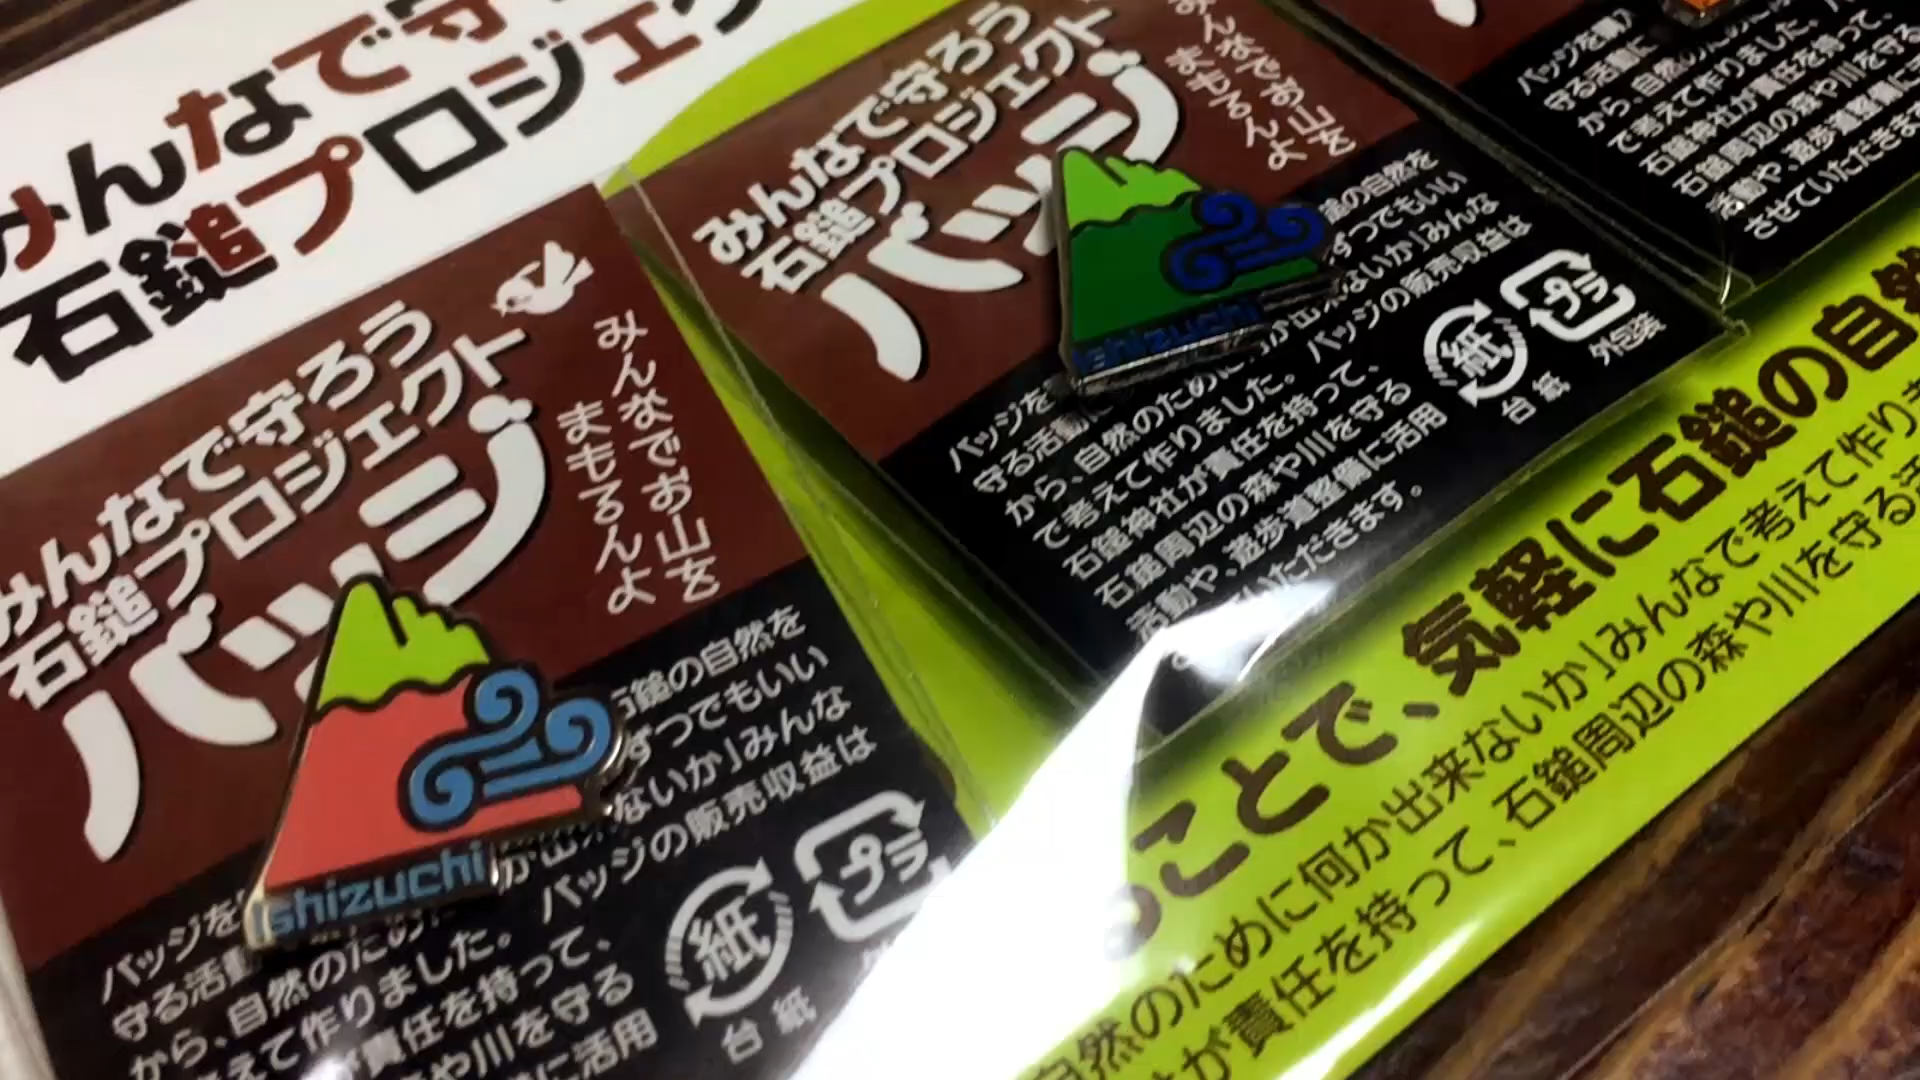 みんなで守
石鎚プロジェク
みんなで守ろう
石鎚プロジェクト
バッジ
みんなでお山を
まもるんよ
石鎚の自然を
ずつでもいい
ないか」みんな
バッジの販売収益は
バッジを
守る活動
から、自然のため
えて作りました。
が責任を持って、
や川を守る
に活用
Ishizuchi
紙
台紙
プラ
みんなで守ろう
石鎚プロジェクト
バッジ
みんなでお山を
まもるんよ
鎚の自然を
ずつでもいい
ないか」みんな
バッジの販売収益は
バッジを
守る活動
から、自然のために
で考えて作りました。
石鎚神社が責任を持って、
石鎚周辺の森や川を守る
活動や、遊歩道整備に活用
いただきます。
Ishizuchi
紙
台紙
プラ
外包装
バッジを購
守る活動に
から、自然のため
で考えて作りました。
石鎚神社が責任を持って、
石鎚周辺の森や川を守る
活動や、遊歩道整備に
させていただきます
ることで、気軽に石鎚の自然
自然のために何か出来ないか」みんなで考えて作りま
が責任を持って、石鎚周辺の森や川を守る活